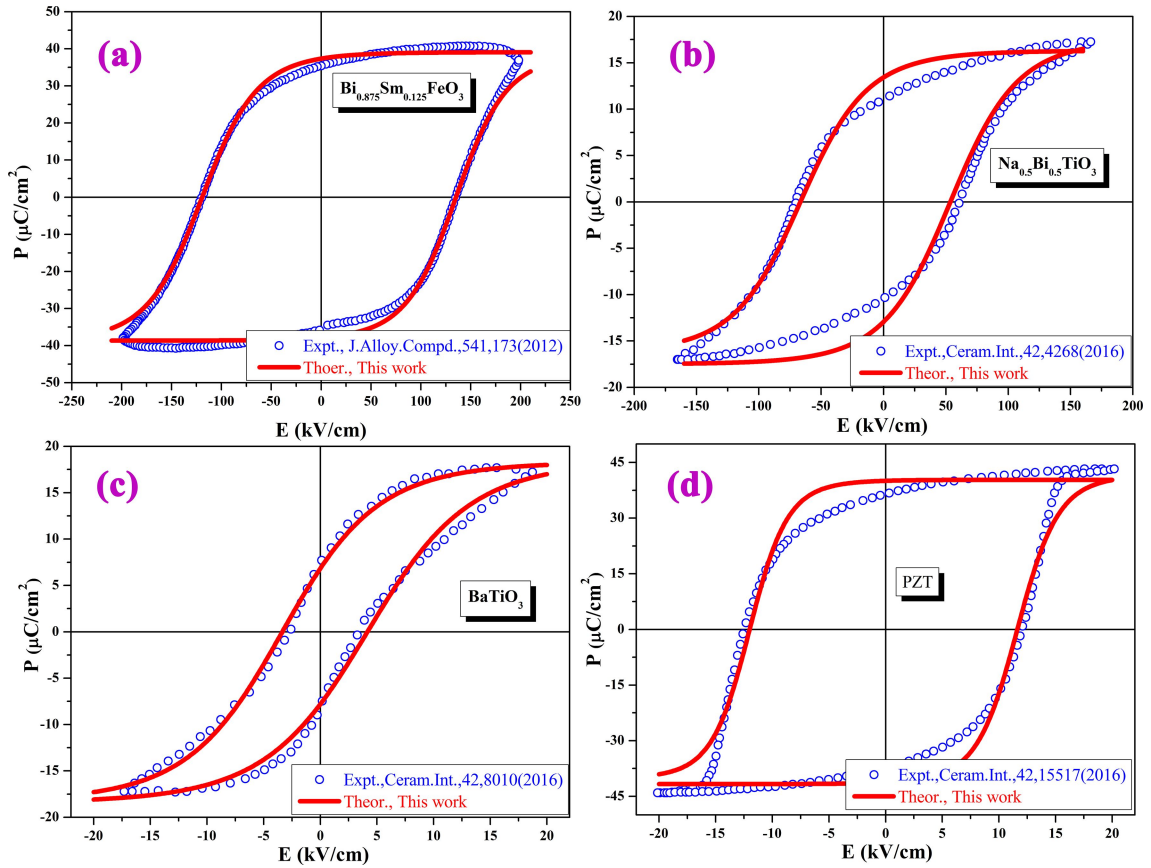 (a)
50
40
30
20
10
0
-10
-20
-30
-40
-50
P (μC/cm²)
Bi₀.₈₇₅Sm₀.₁₂₅FeO₃
Expt., J.Alloy.Compd.,541,173(2012)
Thoer., This work
-250 -200 -150 -100 -50 0 50 100 150 200 250
E (kV/cm)
(b)
20
15
10
5
0
-5
-10
-15
-20
P (μC/cm²)
Na₀.₅Bi₀.₅TiO₃
Expt.,Ceram.Int.,42,4268(2016)
Theor., This work
-200 -150 -100 -50 0 50 100 150 200
E (kV/cm)
(c)
20
15
10
5
0
-5
-10
-15
-20
P (μC/cm²)
BaTiO₃
Expt.,Ceram.Int.,42,8010(2016)
Theor., This work
-20 -15 -10 -5 0 5 10 15 20
E (kV/cm)
(d)
45
30
15
0
-15
-30
-45
P (μC/cm²)
PZT
Expt.,Ceram.Int.,42,15517(2016)
Theor., This work
-20 -15 -10 -5 0 5 10 15 20
E (kV/cm)